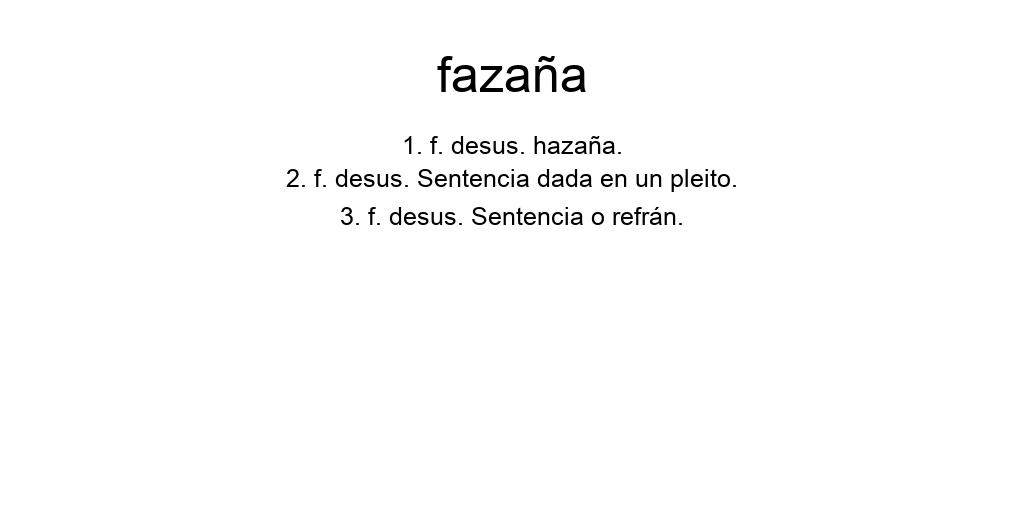 fazaña
1. f. desus. hazaña.
2. f. desus. Sentencia dada en un pleito.
3. f. desus. Sentencia o refrán.